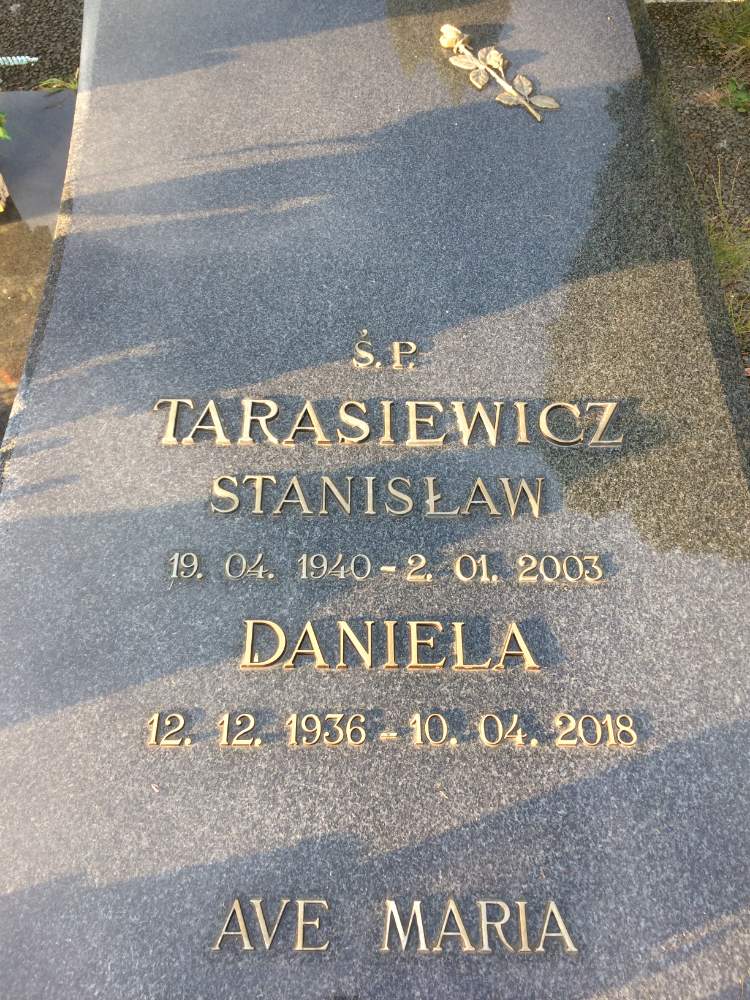 Ś. P.
TARASIEWICZ
STANISŁAW
19. 04. 1940 - 2. 01. 2003
DANIELA
12. 12. 1936 - 10. 04. 2018
AVE MARIA